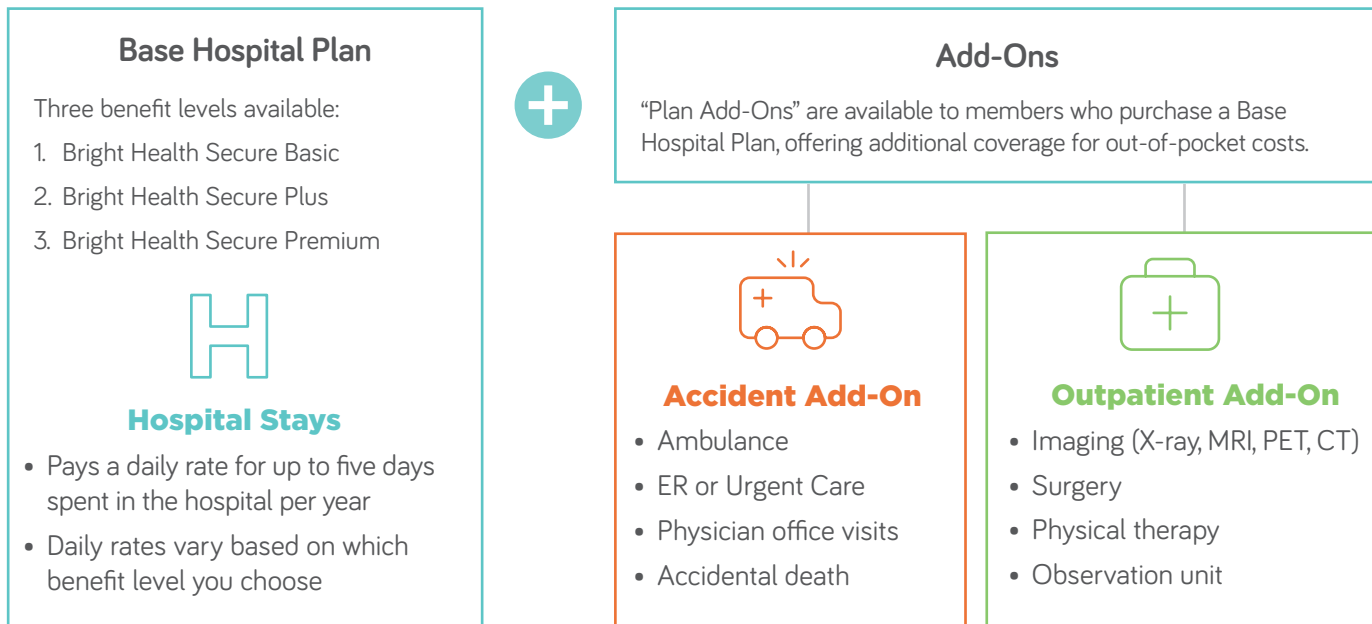 Base Hospital Plan
Three benefit levels available:
1. Bright Health Secure Basic
2. Bright Health Secure Plus
3. Bright Health Secure Premium
H
Hospital Stays
• Pays a daily rate for up to five days
spent in the hospital per year
• Daily rates vary based on which
benefit level you choose
Add-Ons
“Plan Add-Ons” are available to members who purchase a Base
Hospital Plan, offering additional coverage for out-of-pocket costs.
Accident Add-On
• Ambulance
• ER or Urgent Care
• Physician office visits
• Accidental death
Outpatient Add-On
• Imaging (X-ray, MRI, PET, CT)
• Surgery
• Physical therapy
• Observation unit